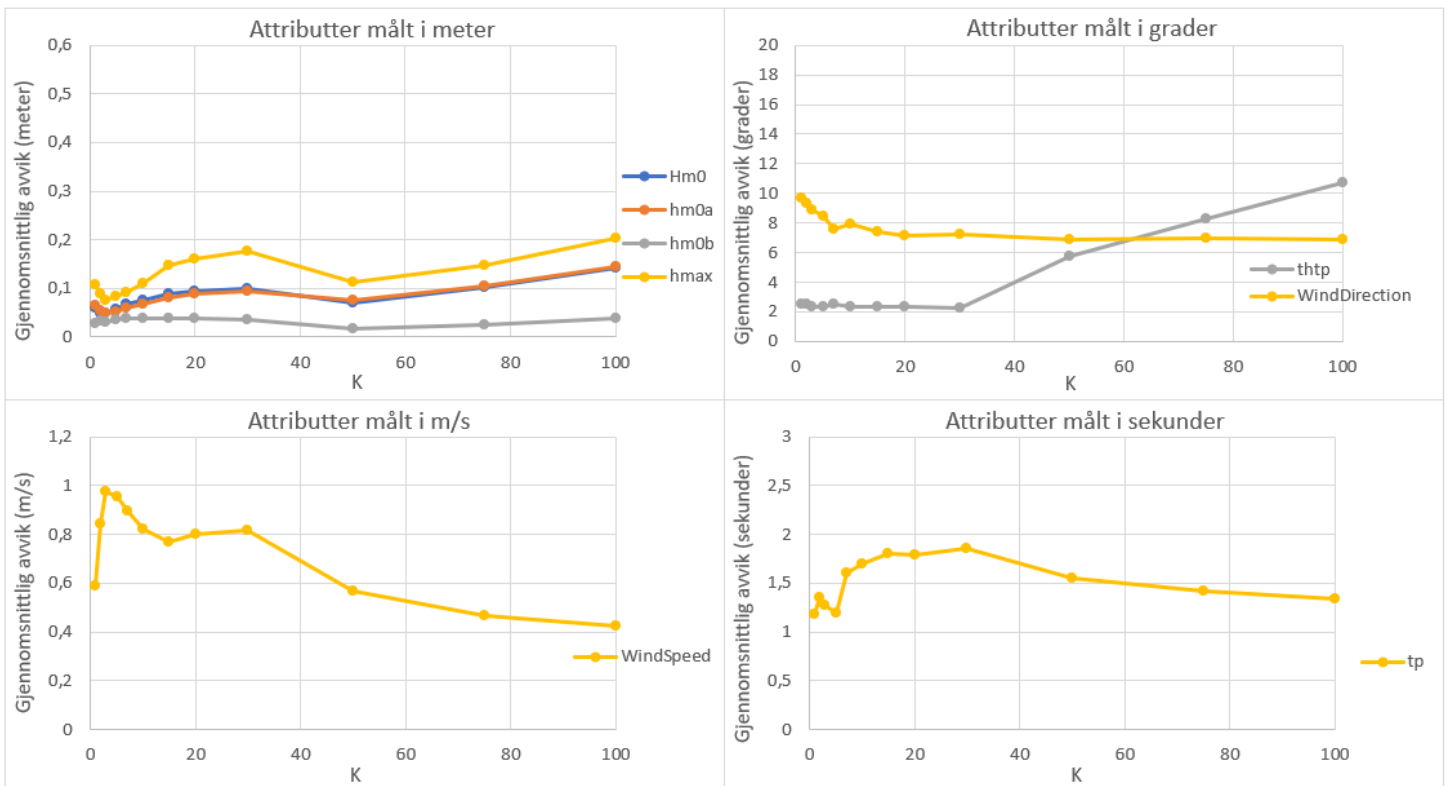 Attributter målt i meter
Gjennomsnittlig avvik (meter)
0,6
0,5
0,4
0,3
0,2
0,1
0
0 20 40 60 80 100
K
Hm0
hm0a
hm0b
hmax
Attributter målt i grader
Gjennomsnittlig avvik (grader)
20
18
16
14
12
10
8
6
4
2
0
0 20 40 60 80 100
K
thtp
WindDirection
Attributter målt i m/s
Gjennomsnittlig avvik (m/s)
1,2
1
0,8
0,6
0,4
0,2
0
0 20 40 60 80 100
K
WindSpeed
Attributter målt i sekunder
Gjennomsnittlig avvik (sekunder)
3
2,5
2
1,5
1
0,5
0
0 20 40 60 80 100
K
tp